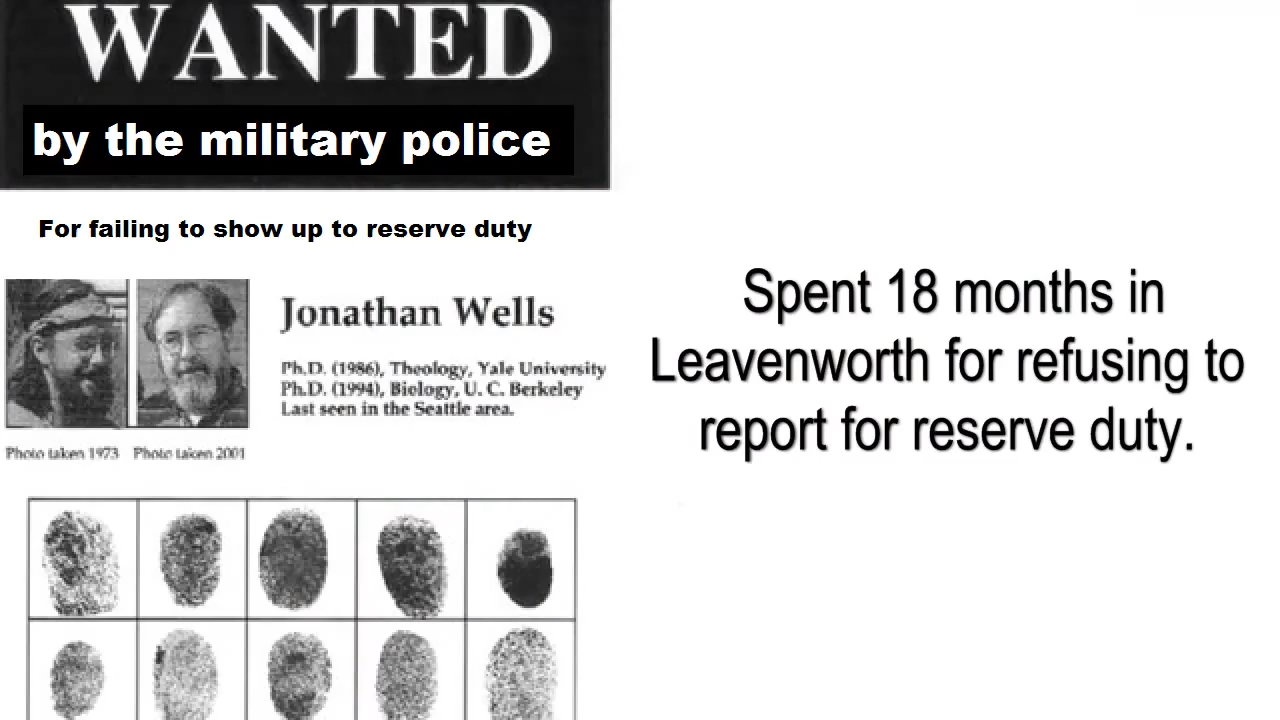 WANTED
by the military police
For failing to show up to reserve duty
Jonathan Wells
Ph.D. (1986), Theology, Yale University
Ph.D. (1994), Biology, U. C. Berkeley
Last seen in the Seattle area.
Photo taken 1973 Photo taken 2001
Spent 18 months in
Leavenworth for refusing to
report for reserve duty.